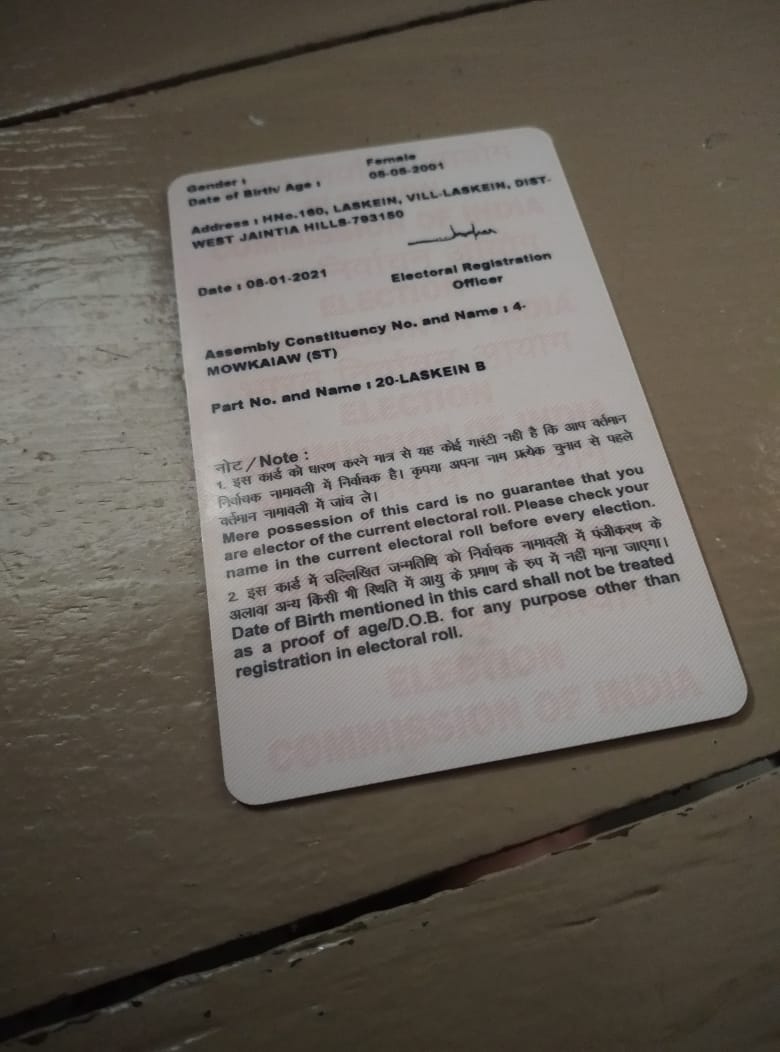 Gender : Female
Date of Birth/ Age : 08-08-2001
Address : HNo.160, LASKEIN, VILL-LASKEIN, DIST-
WEST JAINTIA HILLS-793150
Date : 08-01-2021
Electoral Registration
Officer
Assembly Constituency No. and Name : 4-
MOWKAIAW (ST)
Part No. and Name : 20-LASKEIN B
नोट / Note :
1. इस कार्ड को धारण करने मात्र से यह कोई गारंटी नही है कि आप वर्तमान
निर्वाचक नामावली में निर्वाचक है। कृपया अपना नाम प्रत्येक चुनाव से पहले
वर्तमान नामावली में जांच ले।
Mere possession of this card is no guarantee that you
are elector of the current electoral roll. Please check your
name in the current electoral roll before every election.
2. इस कार्ड में उल्लिखित जन्मतिथि को निर्वाचक नामावली में पंजीकरण के
अलावा अन्य किसी भी स्थिति में आयु के प्रमाण के रुप में नहीं माना जाएगा।
Date of Birth mentioned in this card shall not be treated
as a proof of age/D.O.B. for any purpose other than
registration in electoral roll.
ELECTION
COMMISSION OF INDIA